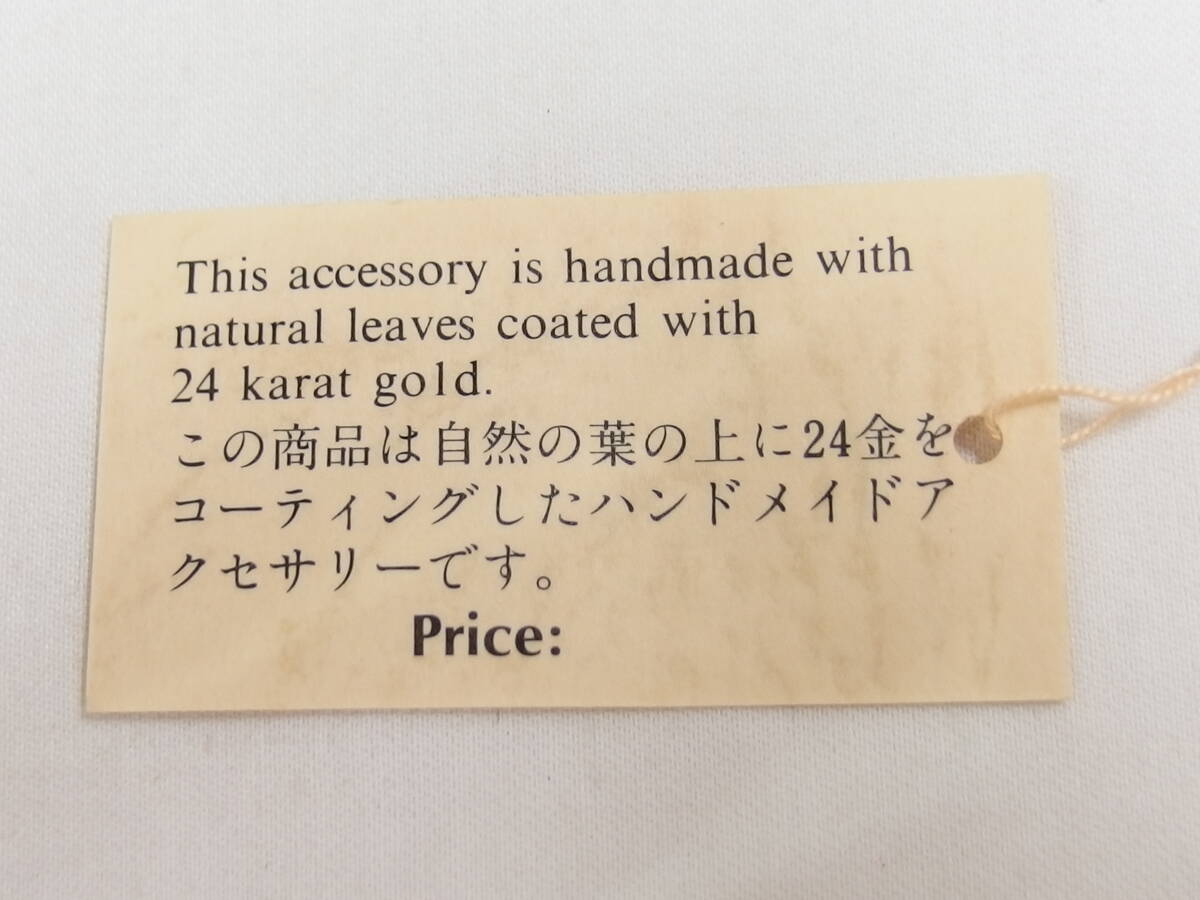 This accessory is handmade with
natural leaves coated with
24 karat gold.
この商品は自然の葉の上に24金を
コーティングしたハンドメイドア
クセサリーです。
Price: